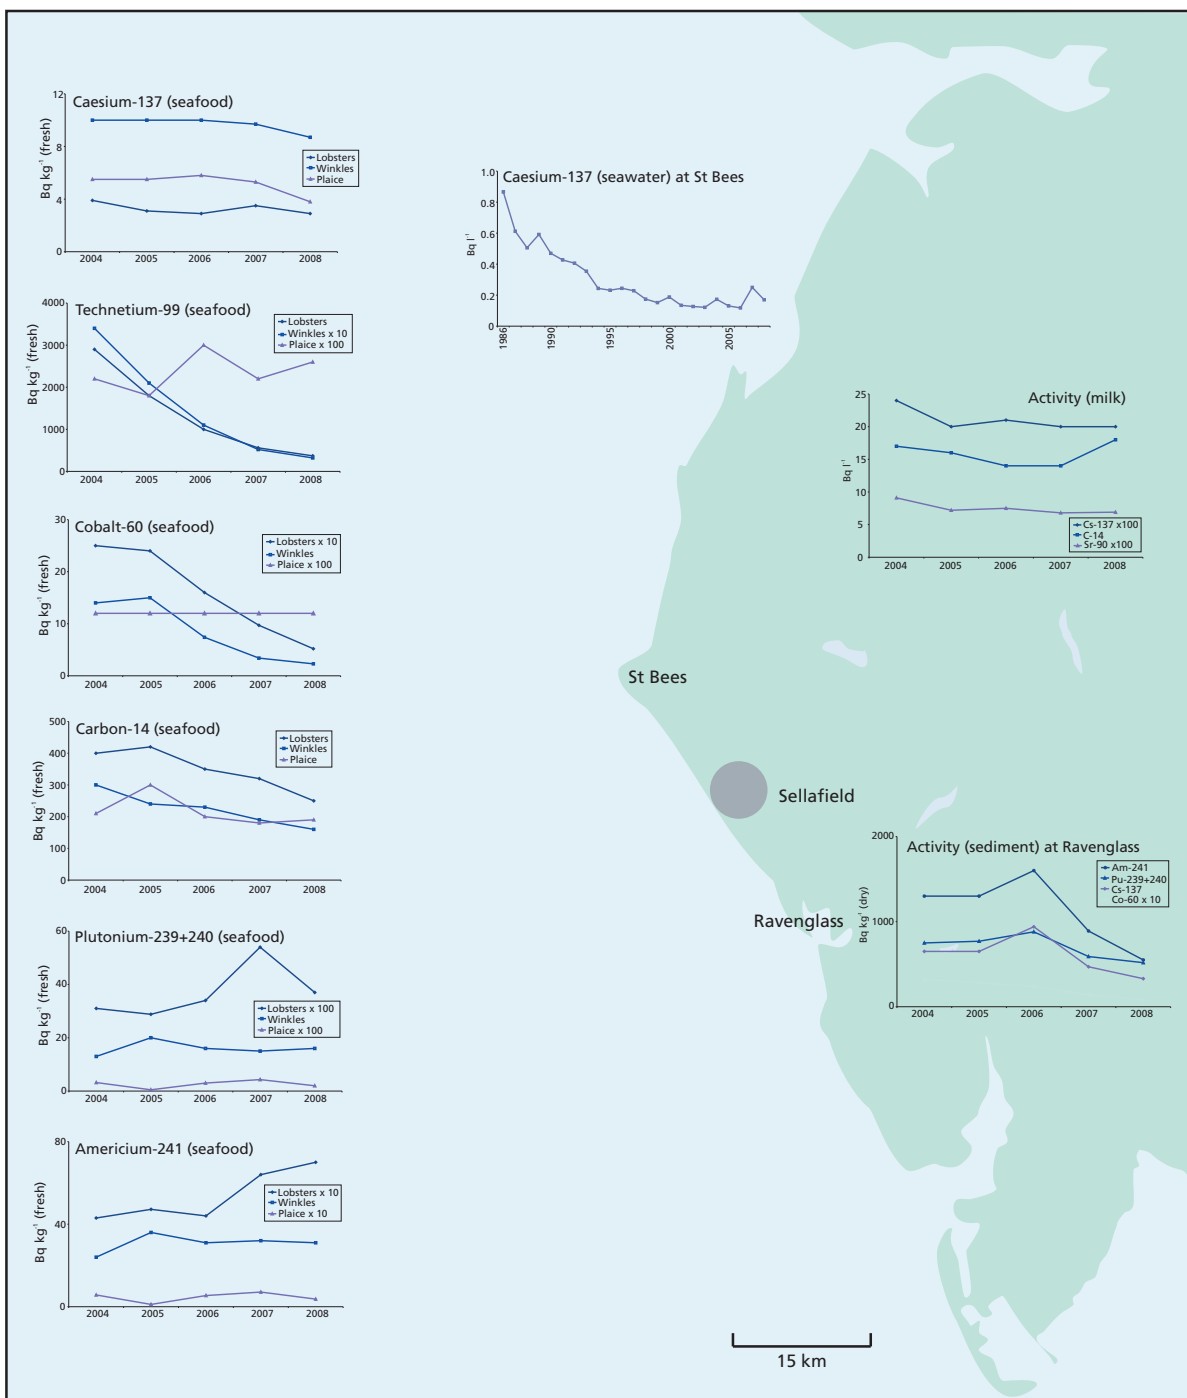 Caesium-137 (seafood)
Bq kg⁻¹ (fresh)
12
8
4
0
2004 2005 2006 2007 2008
Lobsters
Winkles
Plaice
Caesium-137 (seawater) at St Bees
Bq l⁻¹
1.0
0.8
0.6
0.4
0.2
0
1986 1990 1995 2000 2005
Technetium-99 (seafood)
Bq kg⁻¹ (fresh)
4000
3000
2000
1000
0
2004 2005 2006 2007 2008
Lobsters
Winkles x 10
Plaice x 100
Activity (milk)
Bq l⁻¹
25
20
15
10
5
0
2004 2005 2006 2007 2008
Cs-137 x100
C-14
Sr-90 x100
Cobalt-60 (seafood)
Bq kg⁻¹ (fresh)
30
20
10
0
2004 2005 2006 2007 2008
Lobsters x 10
Winkles
Plaice x 100
St Bees
Carbon-14 (seafood)
Bq kg⁻¹ (fresh)
500
400
300
200
100
0
2004 2005 2006 2007 2008
Lobsters
Winkles
Plaice
Sellafield
Activity (sediment) at Ravenglass
Bq kg⁻¹ (dry)
2000
1000
0
2004 2005 2006 2007 2008
Am-241
Pu-239+240
Cs-137
Co-60 x 10
Ravenglass
Plutonium-239+240 (seafood)
Bq kg⁻¹ (fresh)
60
40
20
0
2004 2005 2006 2007 2008
Lobsters x 100
Winkles
Plaice x 100
Americium-241 (seafood)
Bq kg⁻¹ (fresh)
80
40
0
2004 2005 2006 2007 2008
Lobsters x 10
Winkles
Plaice x 10
15 km